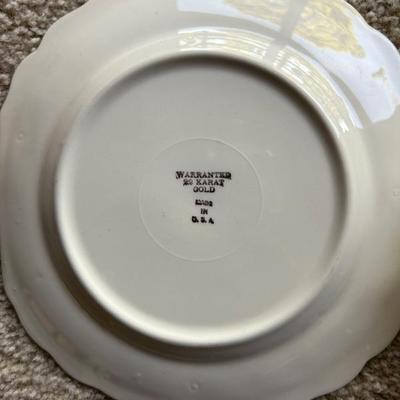 WARRANTED
22 KARAT
GOLD
MADE
IN
U. S. A.